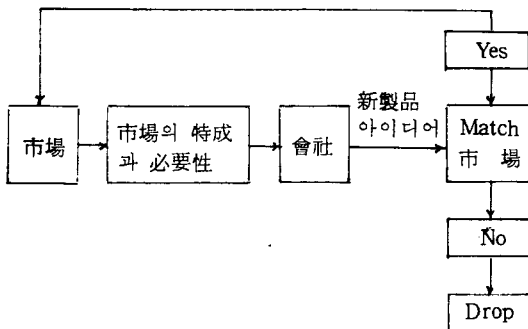 Yes
新製品
아이디어
市場
市場의 特成
과 必要性
會社
Match
市 場
No
Drop